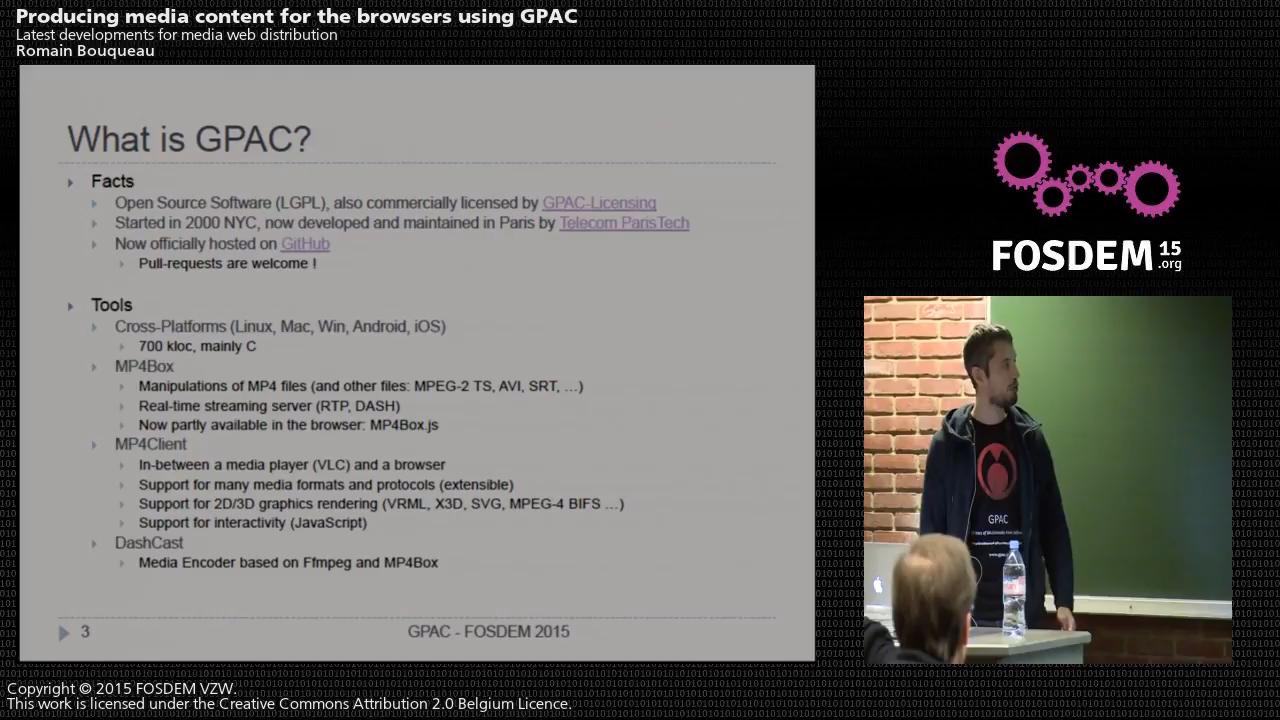 Producing media content for the browsers using GPAC
Latest developments for media web distribution
Romain Bouqueau
What is GPAC?
Facts
Open Source Software (LGPL), also commercially licensed by GPAC-Licensing
Started in 2000 NYC, now developed and maintained in Paris by Telecom ParisTech
Now officially hosted on GitHub
Pull-requests are welcome !
Tools
Cross-Platforms (Linux, Mac, Win, Android, iOS)
700 kloc, mainly C
MP4Box
Manipulations of MP4 files (and other files: MPEG-2 TS, AVI, SRT, …)
Real-time streaming server (RTP, DASH)
Now partly available in the browser: MP4Box.js
MP4Client
In-between a media player (VLC) and a browser
Support for many media formats and protocols (extensible)
Support for 2D/3D graphics rendering (VRML, X3D, SVG, MPEG-4 BIFS …)
Support for interactivity (JavaScript)
DashCast
Media Encoder based on Ffmpeg and MP4Box
3
GPAC - FOSDEM 2015
FOSDEM 15
.org
GPAC
Copyright © 2015 FOSDEM VZW.
This work is licensed under the Creative Commons Attribution 2.0 Belgium Licence.